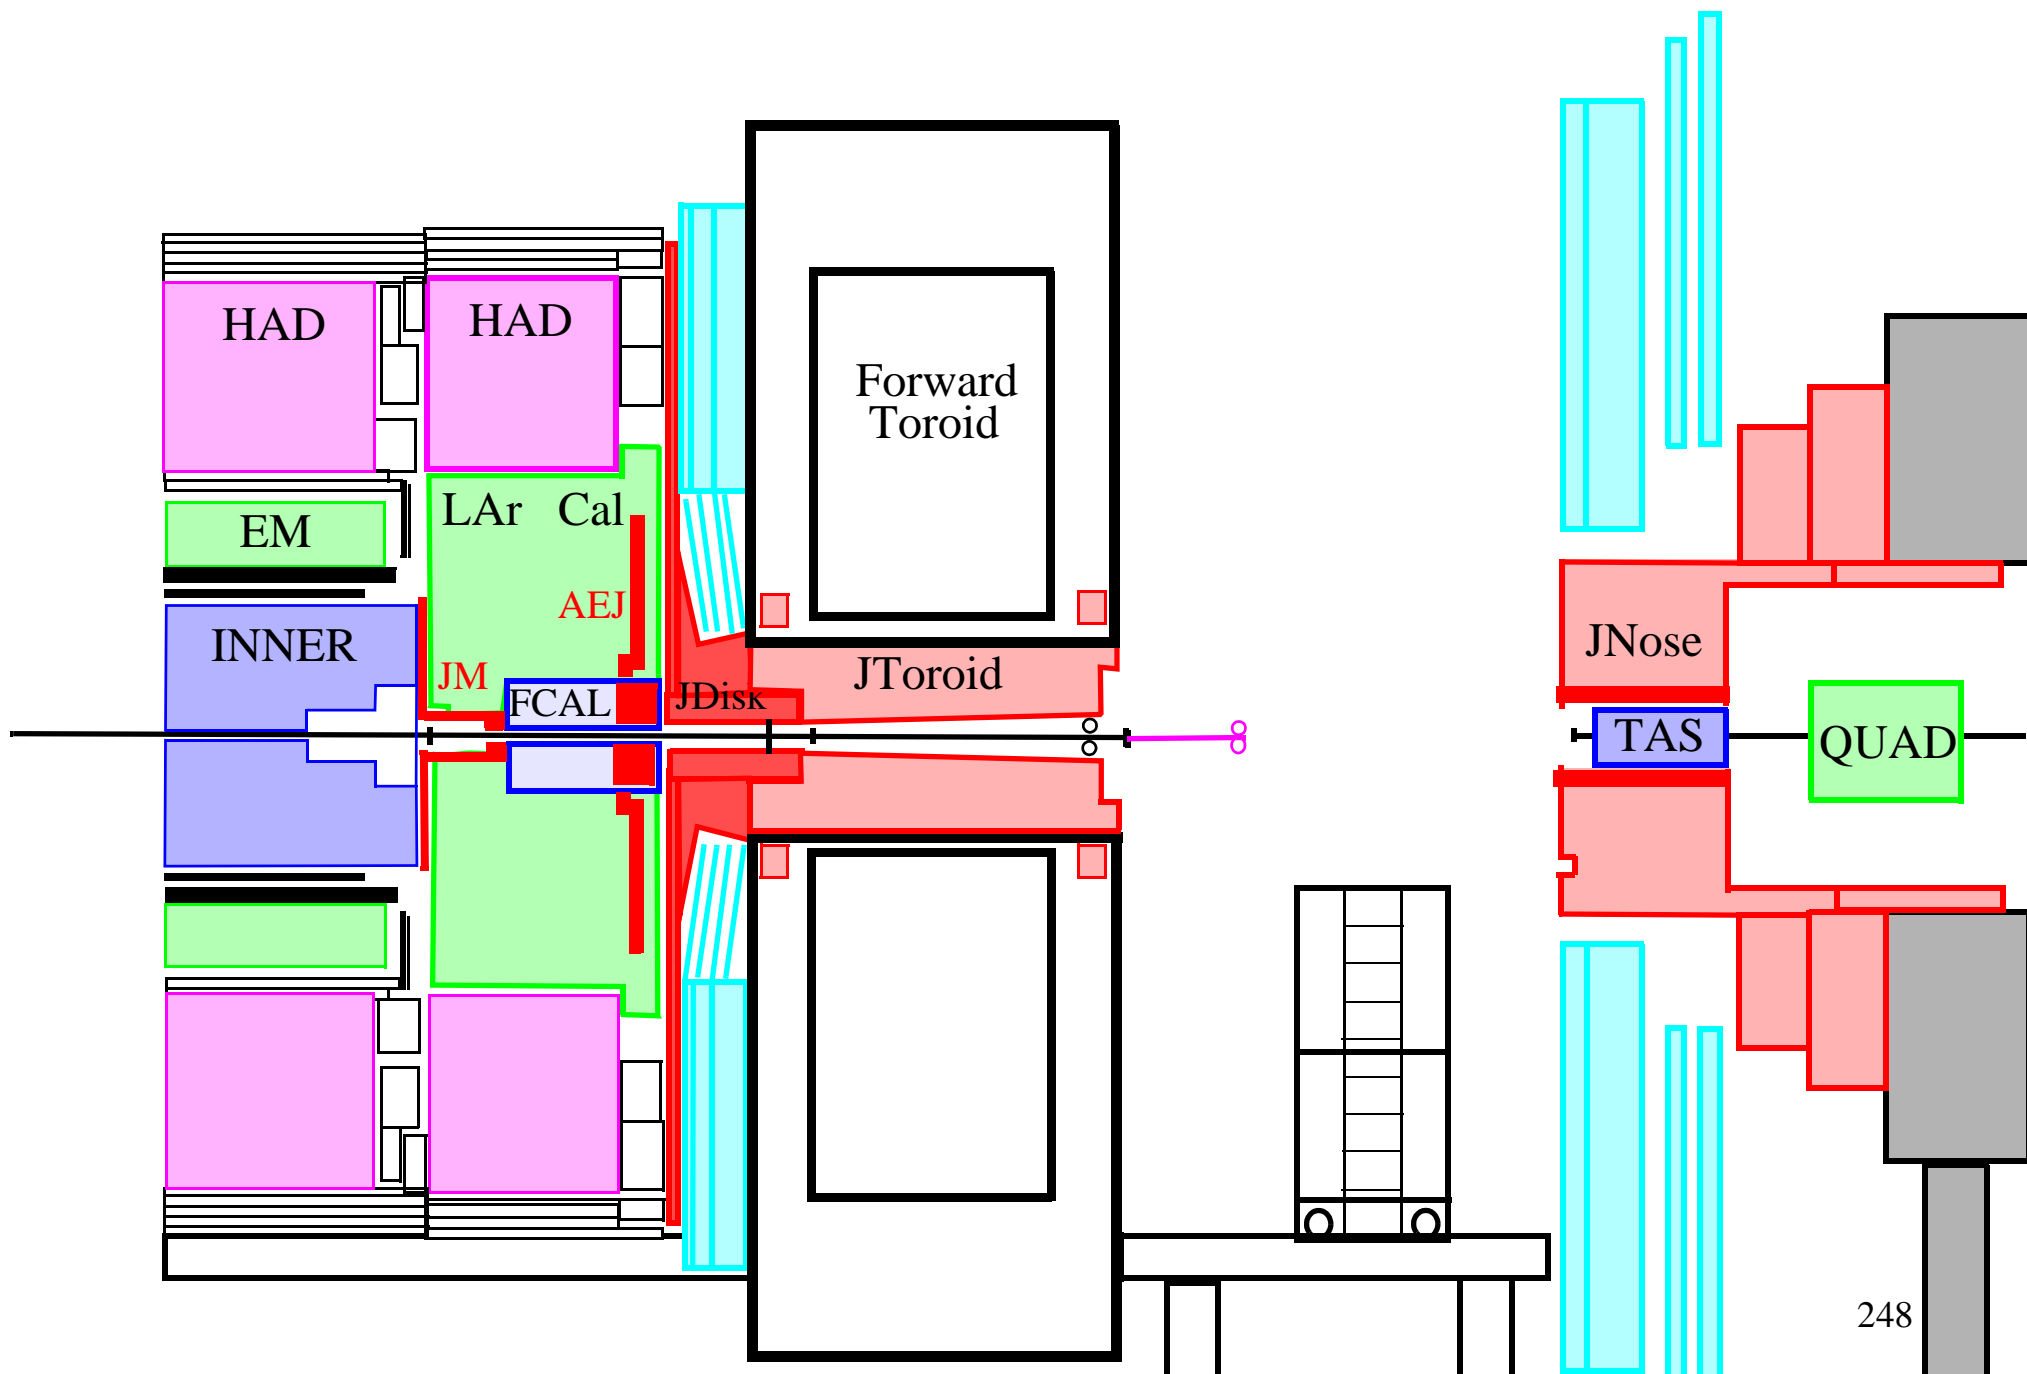 HAD
HAD
Forward
Toroid
LAr Cal
EM
AEJ
INNER
JM
FCAL
JDisk
JToroid
JNose
TAS
QUAD
248